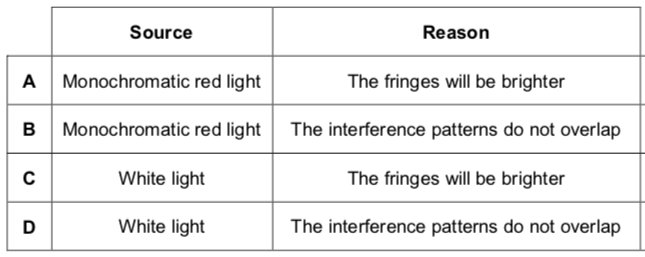 Source Reason
A Monochromatic red light The fringes will be brighter
B Monochromatic red light The interference patterns do not overlap
C White light The fringes will be brighter
D White light The interference patterns do not overlap